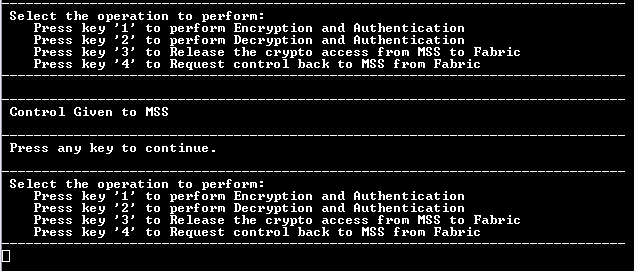 Select the operation to perform:
Press key '1' to perform Encryption and Authentication
Press key '2' to perform Decryption and Authentication
Press key '3' to Release the crypto access from MSS to Fabric
Press key '4' to Request control back to MSS from Fabric
Control Given to MSS
Press any key to continue.
Select the operation to perform:
Press key '1' to perform Encryption and Authentication
Press key '2' to perform Decryption and Authentication
Press key '3' to Release the crypto access from MSS to Fabric
Press key '4' to Request control back to MSS from Fabric